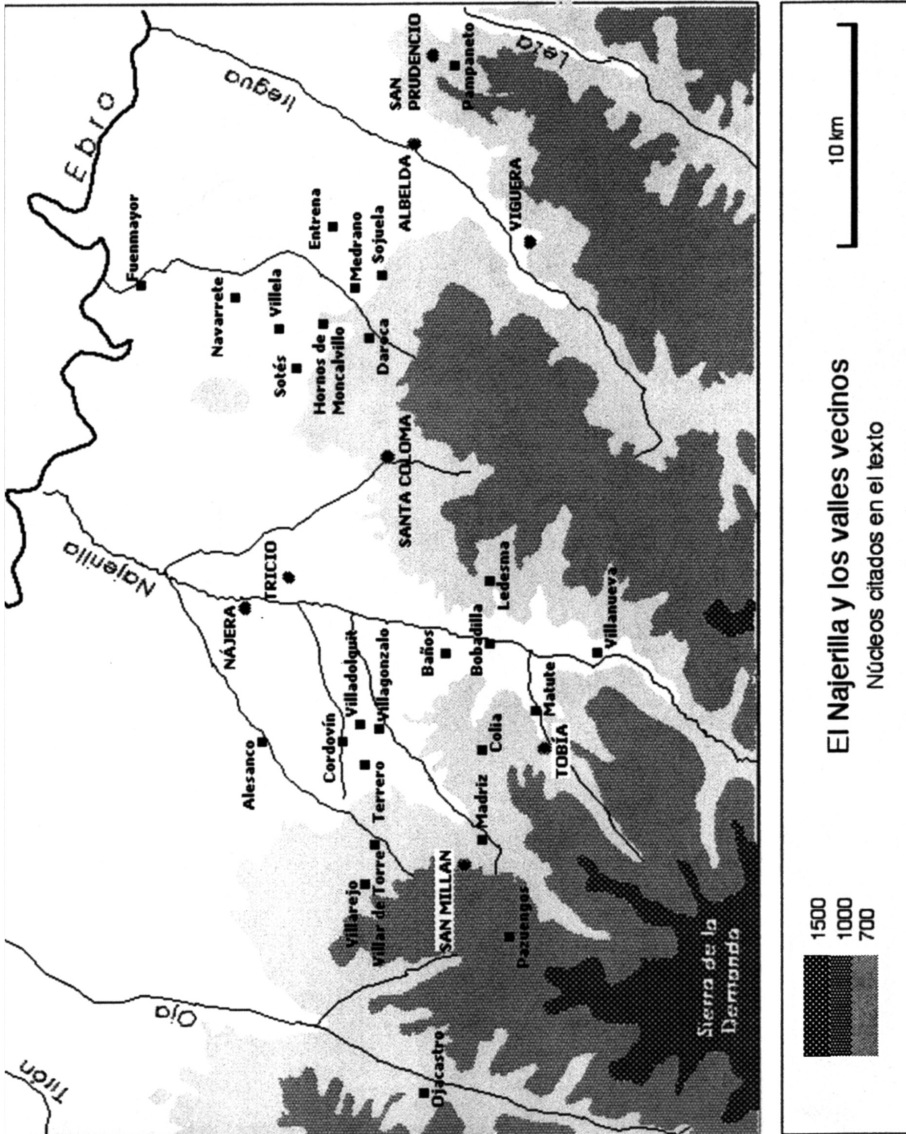 Tirón
Oja
Ojacastro
Ebro
Iregua
Leza
Najerilla
Fuenmayor
Navarrete
Villela
Sotés
Entrena
Hornos de
Moncalvillo
Medrano
Sojuela
Daroca
SAN
PRUDENCIO
Pampaneto
ALBELDA
VIGUERA
SANTA COLOMA
TRICIO
NÁJERA
Alesanco
Cordovín
Villadolquit
Villagonzalo
Terrero
Villarejo
Villar de Torre
Baños
Bobadilla
Ledesma
SAN MILLAN
Madriz
Colia
Matute
TOBÍA
Villanueva
Pazuengos
Sierra de la
Demanda
1500
1000
700
El Najerilla y los valles vecinos
Núcleos citados en el texto
10 km